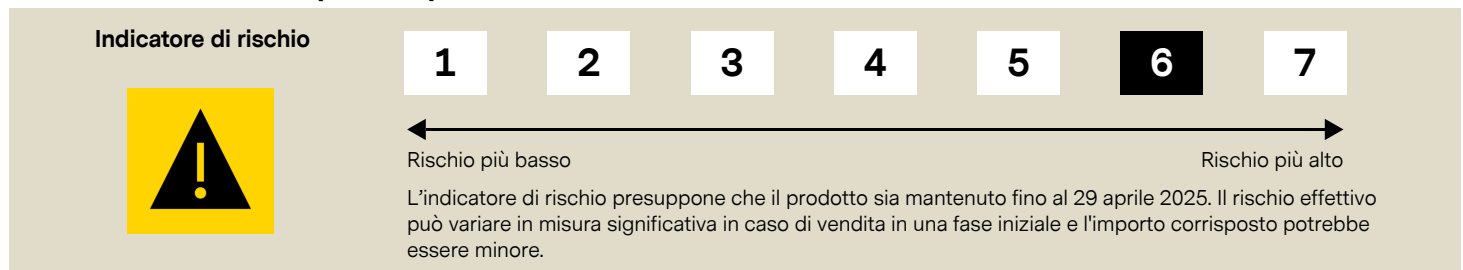 Indicatore di rischio
1 2 3 4 5 6 7
Rischio più basso Rischio più alto
L'indicatore di rischio presuppone che il prodotto sia mantenuto fino al 29 aprile 2025. Il rischio effettivo
può variare in misura significativa in caso di vendita in una fase iniziale e l'importo corrisposto potrebbe
essere minore.